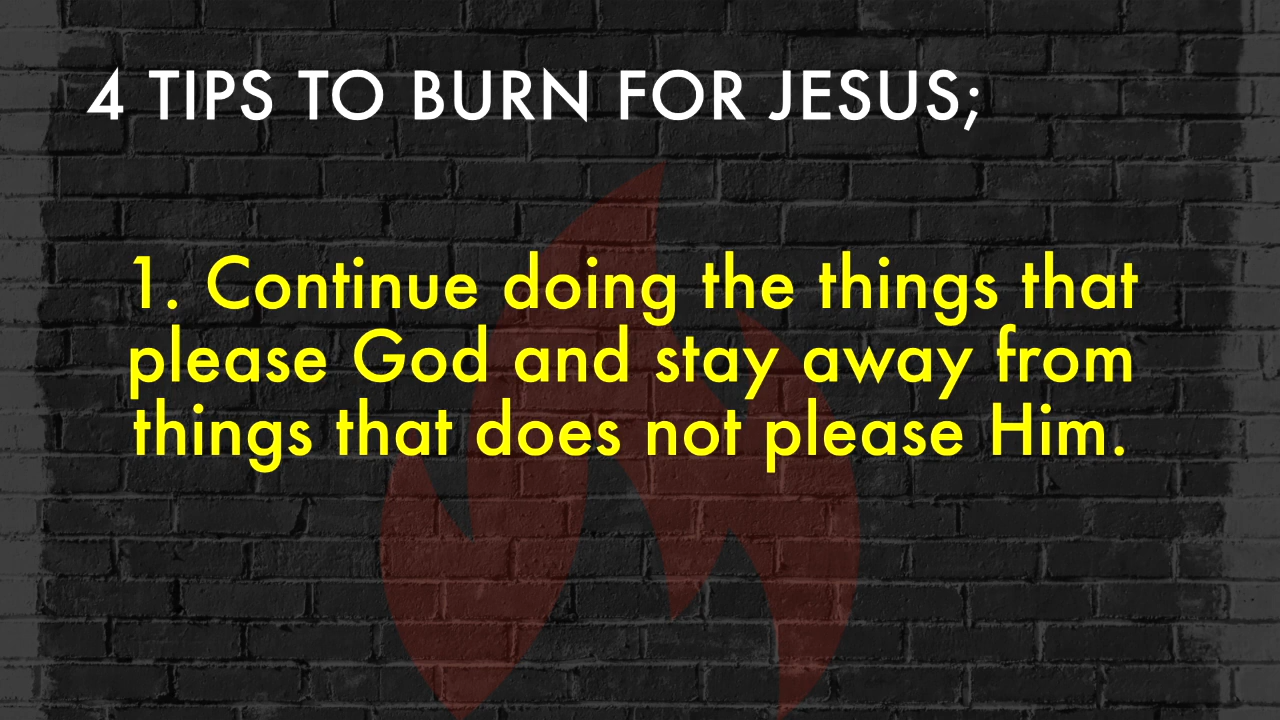 4 TIPS TO BURN FOR JESUS;
1. Continue doing the things that
please God and stay away from
things that does not please Him.